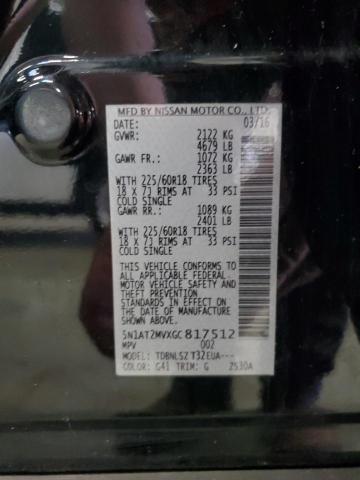 MFD BY NISSAN MOTOR CO., LTD.
DATE: 03/16
GVWR: 2122 KG
4679 LB
GAWR FR.: 1072 KG
2363 LB
WITH 225/60R18 TIRES
18 X 7J RIMS AT 33 PSI
COLD SINGLE
GAWR RR.: 1089 KG
2401 LB
WITH 225/60R18 TIRES
18 X 7J RIMS AT 33 PSI
COLD SINGLE
THIS VEHICLE CONFORMS TO
ALL APPLICABLE FEDERAL
MOTOR VEHICLE SAFETY AND
THEFT PREVENTION
STANDARDS IN EFFECT ON
THE DATE OF MANUFACTURE
SHOWN ABOVE.
5N1AT2MVXGC817512
MPV 002
MODEL: TDBNLSZ T32EUA---
COLOR: G41 TRIM: G 2530A